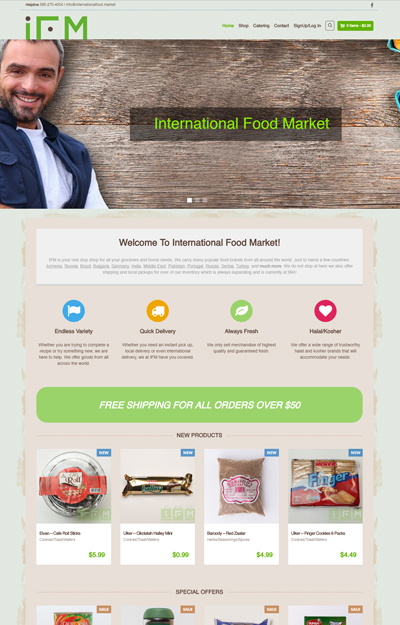 Helpline 586-270-4004 | info@internationalfood.market
iFM
Home Shop Catering Contact SignUp/Log In 0 items - $0.00
International Food Market
Welcome To International Food Market!
IFM is your one stop shop for all your groceries and home needs. We carry many popular food brands from all around the world. Just to name a few countries:
Armenia, Bosnia, Brazil, Bulgaria, Germany, India, Middle East, Pakistan, Portugal, Russia, Serbia, Turkey, and much more. We do not stop at here we also offer
shipping and local pickups for over of our inventory which is always expanding and is currently at 5k+!
Endless Variety Quick Delivery Always Fresh Halal/Kosher
Whether you are trying to complete a recipe or try something new, we are here to help. We offer goods from all across the world.
Whether you need an instant pick up, local delivery or even international delivery, we at IFM have you covered.
We only sell merchandise of highest quality and guaranteed fresh
We offer a wide range of trustworthy halal and kosher brands that will accommodate your needs.
FREE SHIPPING FOR ALL ORDERS OVER $50
NEW PRODUCTS
NEW NEW NEW NEW
Roll
Finger
IFM IFM IFM IFM
Elvan – Cafe Roll Sticks
Cookies/Toast/Wafers
$5.99
Ulker – Cikolatali Halley Mini
Cookies/Toast/Wafers
$0.99
Baroody – Red Zaatar
Herbs/Seasonings/Spices
$4.99
Ulker – Finger Cookies 6 Packs
Cookies/Toast/Wafers
$4.49
SPECIAL OFFERS
SALE SALE SALE SALE